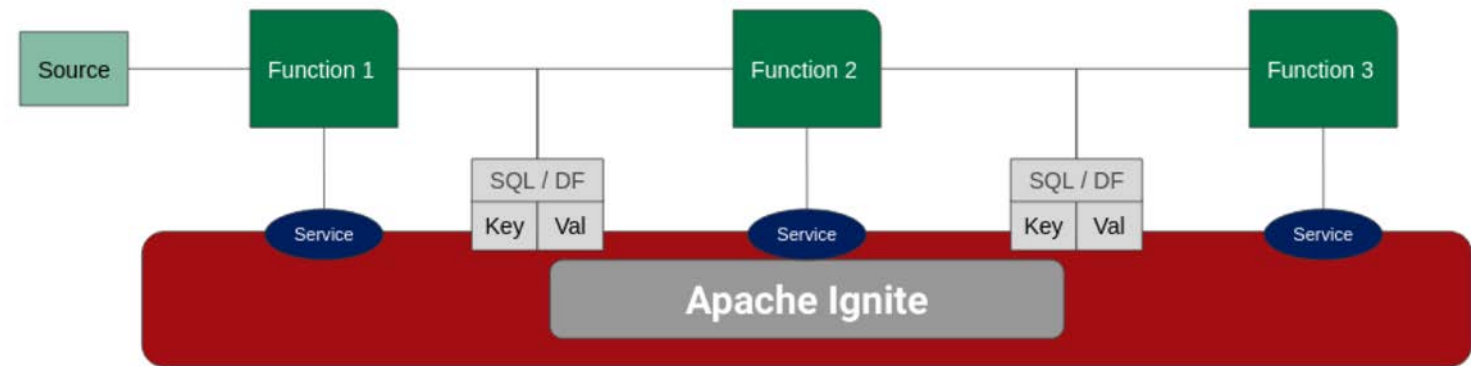 Source
Function 1
Function 2
Function 3
SQL / DF
Key Val
SQL / DF
Key Val
Service
Service
Service
Apache Ignite